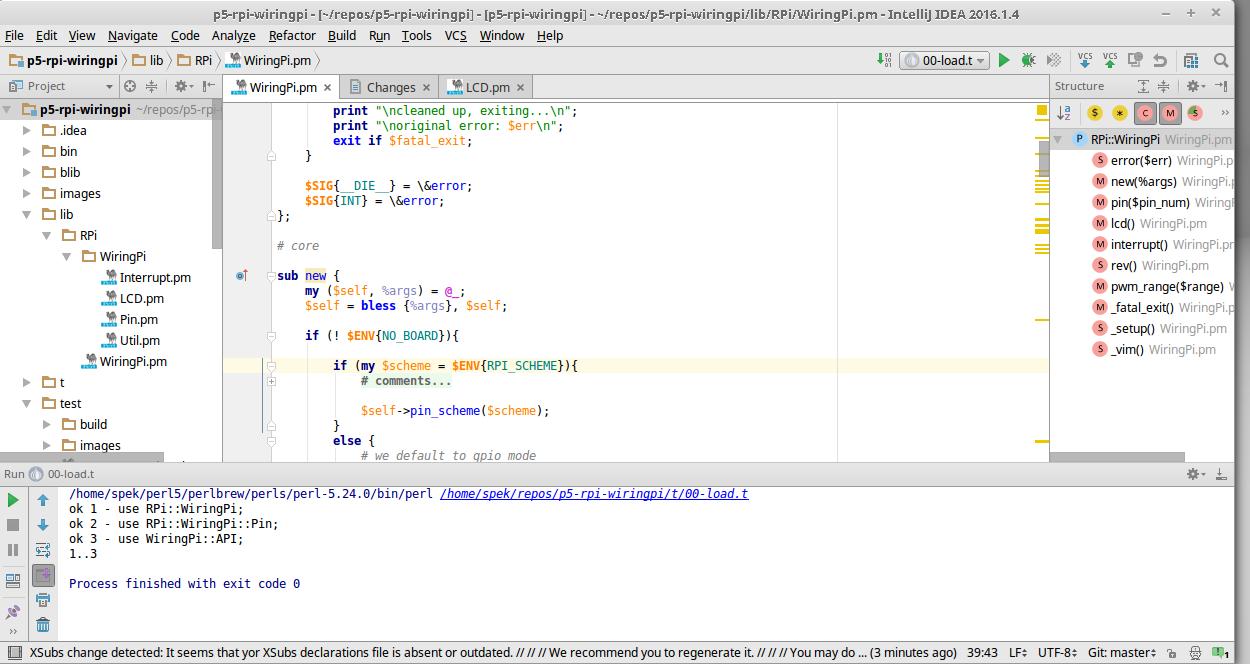 p5-rpi-wiringpi - [~/repos/p5-rpi-wiringpi] - [p5-rpi-wiringpi] - ~/repos/p5-rpi-wiringpi/lib/RPi/WiringPi.pm - IntelliJ IDEA 2016.1.4
File Edit View Navigate Code Analyze Refactor Build Run Tools VCS Window Help
p5-rpi-wiringpi lib RPi WiringPi.pm 00-load.t VCS VCS
Project WiringPi.pm Changes LCD.pm Structure
p5-rpi-wiringpi ~/repos/p5-rpi
.idea
bin
blib
images
lib
RPi
WiringPi
Interrupt.pm
LCD.pm
Pin.pm
Util.pm
WiringPi.pm
t
test
build
images
print "\ncleaned up, exiting...\n";
print "\noriginal error: $err\n";
exit if $fatal_exit;
}
$SIG{__DIE__} = \&error;
$SIG{INT} = \&error;
};
# core
sub new {
my ($self, %args) = @_;
$self = bless {%args}, $self;
if (! $ENV{NO_BOARD}){
if (my $scheme = $ENV{RPI_SCHEME}){
# comments...
$self->pin_scheme($scheme);
}
else {
# we default to gpio mode
RPi::WiringPi WiringPi.pm
error($err) WiringPi.p
new(%args) WiringPi.p
pin($pin_num) WiringF
lcd() WiringPi.pm
interrupt() WiringPi.pr
rev() WiringPi.pm
pwm_range($range) V
_fatal_exit() WiringPi.p
_setup() WiringPi.pm
_vim() WiringPi.pm
Run 00-load.t
/home/spek/perl5/perlbrew/perls/perl-5.24.0/bin/perl /home/spek/repos/p5-rpi-wiringpi/t/00-load.t
ok 1 - use RPi::WiringPi;
ok 2 - use RPi::WiringPi::Pin;
ok 3 - use WiringPi::API;
1..3
Process finished with exit code 0
XSubs change detected: It seems that yor XSubs declarations file is absent or outdated. // // // We recommend you to regenerate it. // // // You may do ... (3 minutes ago) 39:43 LF UTF-8 Git: master 1